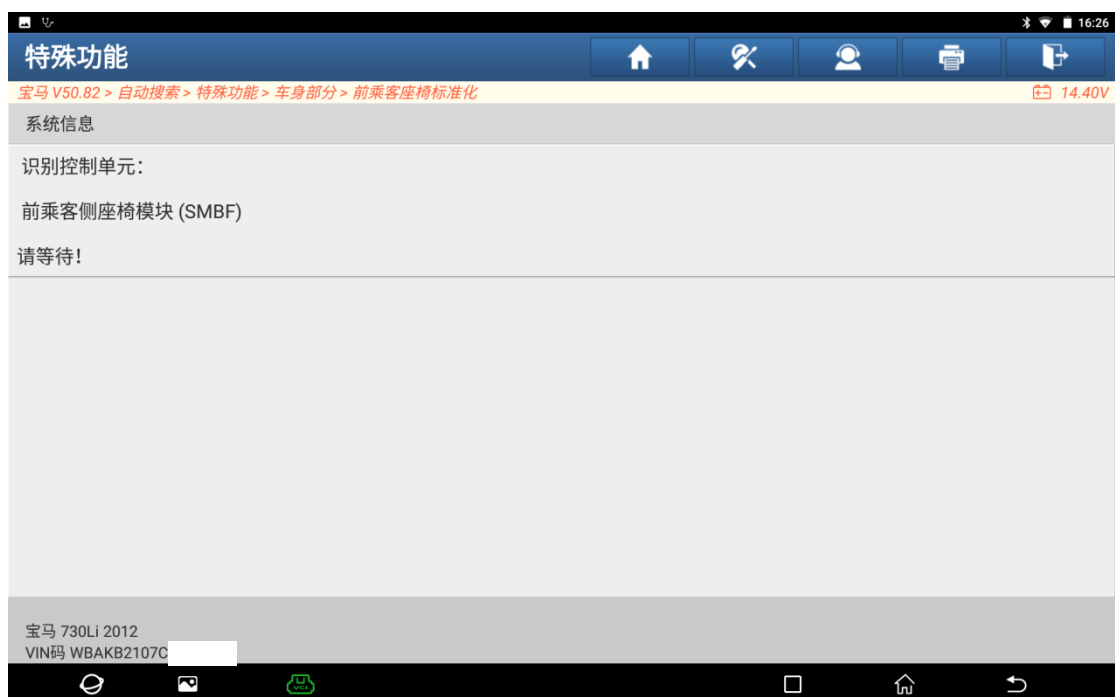 16:26
特殊功能
宝马 V50.82 > 自动搜索 > 特殊功能 > 车身部分 > 前乘客座椅标准化
14.40V
系统信息
识别控制单元：
前乘客侧座椅模块 (SMBF)
请等待！
宝马 730Li 2012
VIN码 WBAKB2107C
VCI